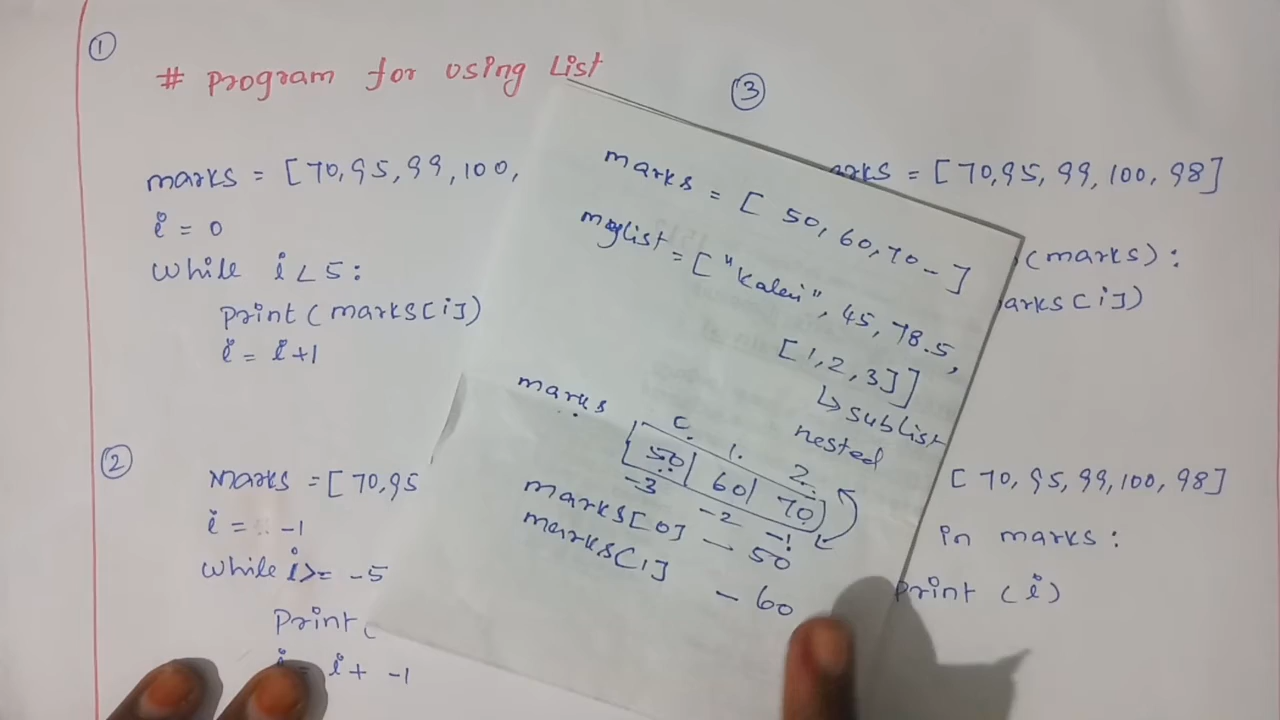 ①
# Program for using List
marks = [70,95,99,100,
i = 0
while i < 5:
print(marks[i])
i = i+1
②
marks = [70,95
i = -1
while i >= -5
print(
i = i + -1
③
marks = [70,95,99,100,98]
(marks):
marks[i])
[70,95,99,100,98]
in marks:
print (i)
marks = [ 50, 60, 70 - ]
mylist = [ "Kalai", 45, 78.5,
[1,2,3]]
↳ sublist
nested
marks
0. 1. 2.
50 | 60 | 70
-3 -2 -1
marks[0] - 50
marks[1] - 60